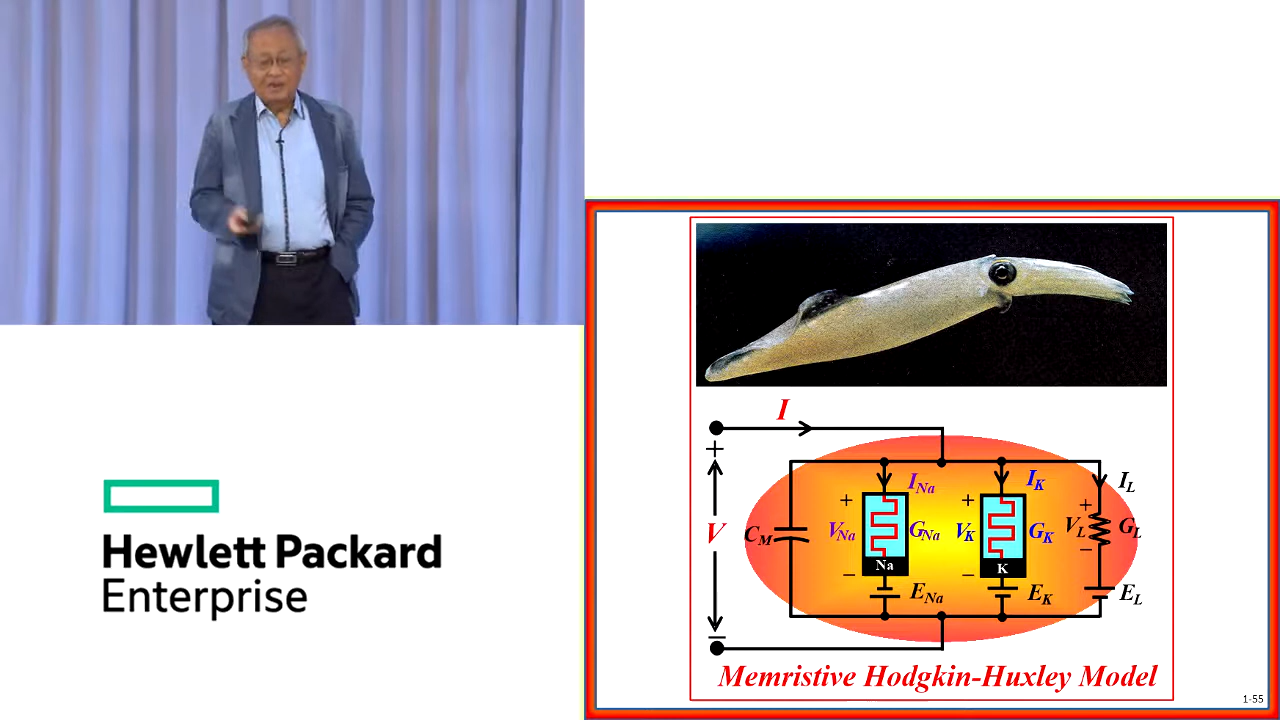 Hewlett Packard
Enterprise
I
+
V
−
C_M
I_Na
+
V_Na
G_Na
−
Na
E_Na
I_K
+
V_K
G_K
−
K
E_K
I_L
+
V_L
G_L
−
E_L
Memristive Hodgkin-Huxley Model
1-55